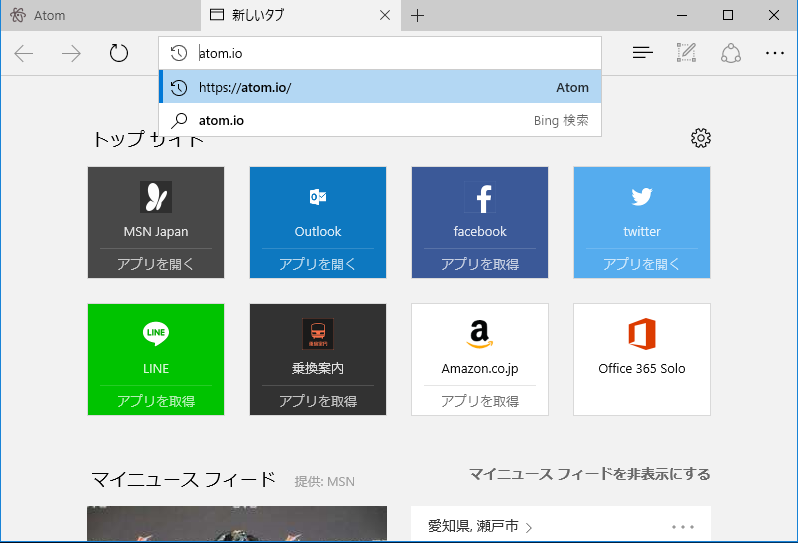 Atom
新しいタブ
atom.io
https://atom.io/ Atom
atom.io Bing 検索
トップ サイト
MSN Japan Outlook facebook twitter
アプリを開く アプリを開く アプリを取得 アプリを開く
LINE
LINE 乗換案内 Amazon.co.jp Office 365 Solo
アプリを取得 アプリを取得 アプリを取得
マイニュース フィード 提供: MSN マイニュース フィードを非表示にする
愛知県, 瀬戸市